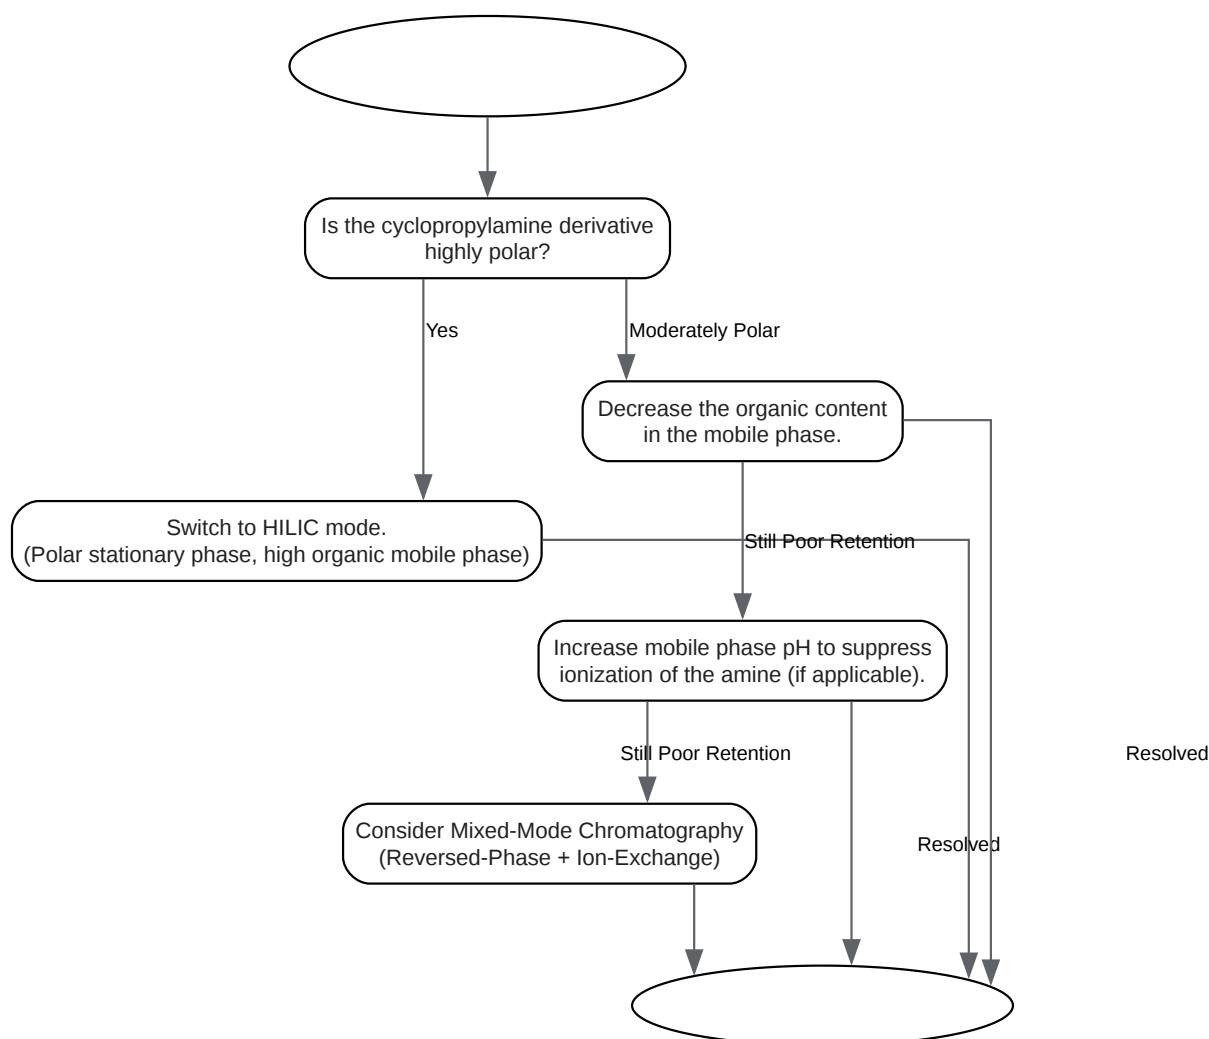 Is the cyclopropylamine derivative
highly polar?
Yes
Moderately Polar
Decrease the organic content
in the mobile phase.
Switch to HILIC mode.
(Polar stationary phase, high organic mobile phase)
Still Poor Retention
Increase mobile phase pH to suppress
ionization of the amine (if applicable).
Still Poor Retention
Resolved
Consider Mixed-Mode Chromatography
(Reversed-Phase + Ion-Exchange)
Resolved